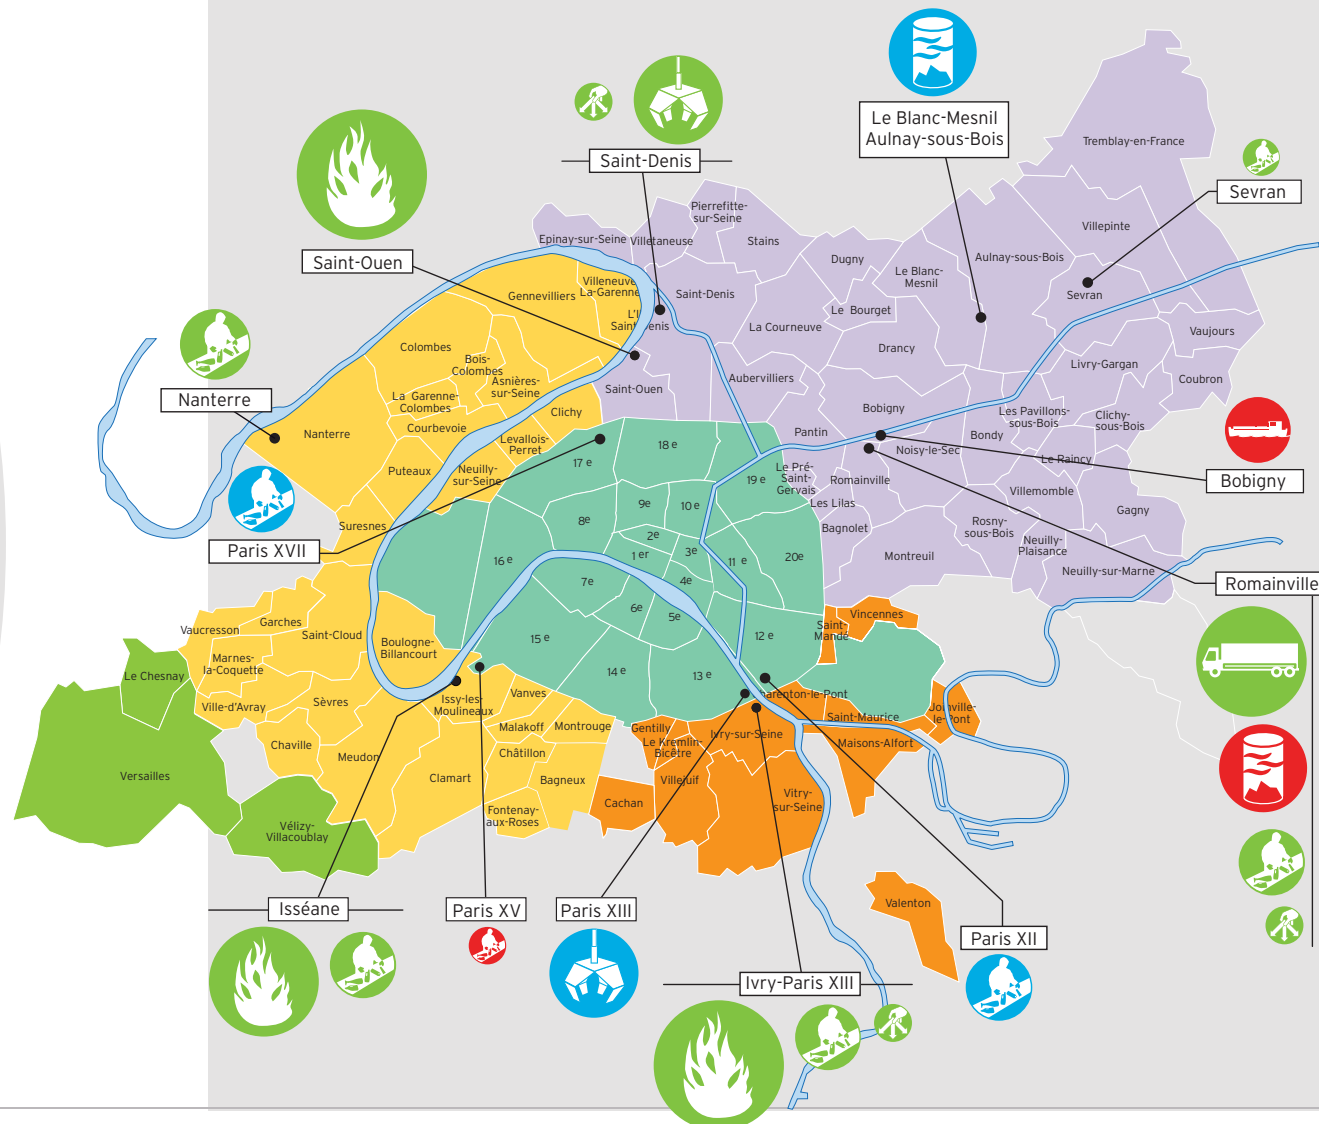 Le Blanc-Mesnil
Aulnay-sous-Bois
Saint-Denis
Sevran
Saint-Ouen
Nanterre
Paris XVII
Bobigny
Romainville
Isséane
Paris XV
Paris XIII
Paris XII
Ivry-Paris XIII
Tremblay-en-France
Villepinte
Aulnay-sous-Bois
Sevran
Le Blanc-
Mesnil
Dugny
Le Bourget
Drancy
Pierrefitte-
sur-Seine
Stains
Epinay-sur-Seine
Villetaneuse
Saint-Denis
La Courneuve
Aubervilliers
Saint-Ouen
Vaujours
Livry-Gargan
Coubron
Clichy-
sous-Bois
Les Pavillons-
sous-Bois
Bondy
Bobigny
Pantin
Noisy-le-Sec
Le Raincy
Villemomble
Gagny
Romainville
Le Pré-
Saint-
Gervais
Les Lilas
Bagnolet
Montreuil
Rosny-
sous-Bois
Neuilly-
Plaisance
Neuilly-sur-Marne
Villeneuve
La-Garenne
Gennevilliers
Colombes
Bois-
Colombes
Asnières-
sur-Seine
La Garenne-
Colombes
Courbevoie
Clichy
Levallois-
Perret
Nanterre
Puteaux
Neuilly-
sur-Seine
Suresnes
17 e
18 e
19 e
8e
9e
10 e
2e
1 er
3e
11 e
20e
16 e
7e
4e
6e
5e
15 e
14 e
13 e
12 e
Vaucresson
Garches
Saint-Cloud
Marnes-
la-Coquette
Ville-d'Avray
Sèvres
Boulogne-
Billancourt
Chaville
Meudon
Issy-les-
Moulineaux
Vanves
Malakoff
Montrouge
Châtillon
Clamart
Bagneux
Fontenay-
aux-Roses
Le Chesnay
Versailles
Vélizy-
Villacoublay
Vincennes
Saint-
Mandé
Saint-Maurice
Joinville-
le-Pont
Maisons-Alfort
Gentilly
Le Kremlin-
Bicêtre
Ivry-sur-Seine
Villejuif
Cachan
Vitry-
sur-Seine
Valenton